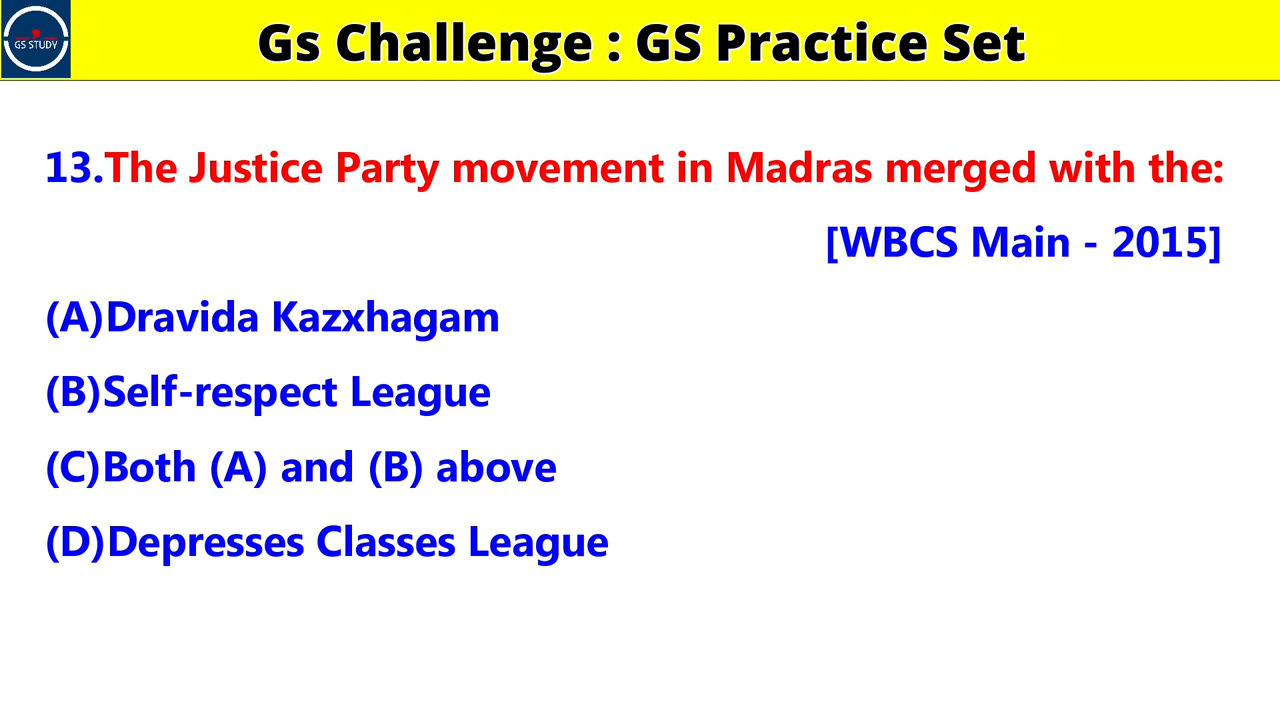 GS STUDY
Gs Challenge : GS Practice Set
13.The Justice Party movement in Madras merged with the:
[WBCS Main - 2015]
(A)Dravida Kazxhagam
(B)Self-respect League
(C)Both (A) and (B) above
(D)Depresses Classes League